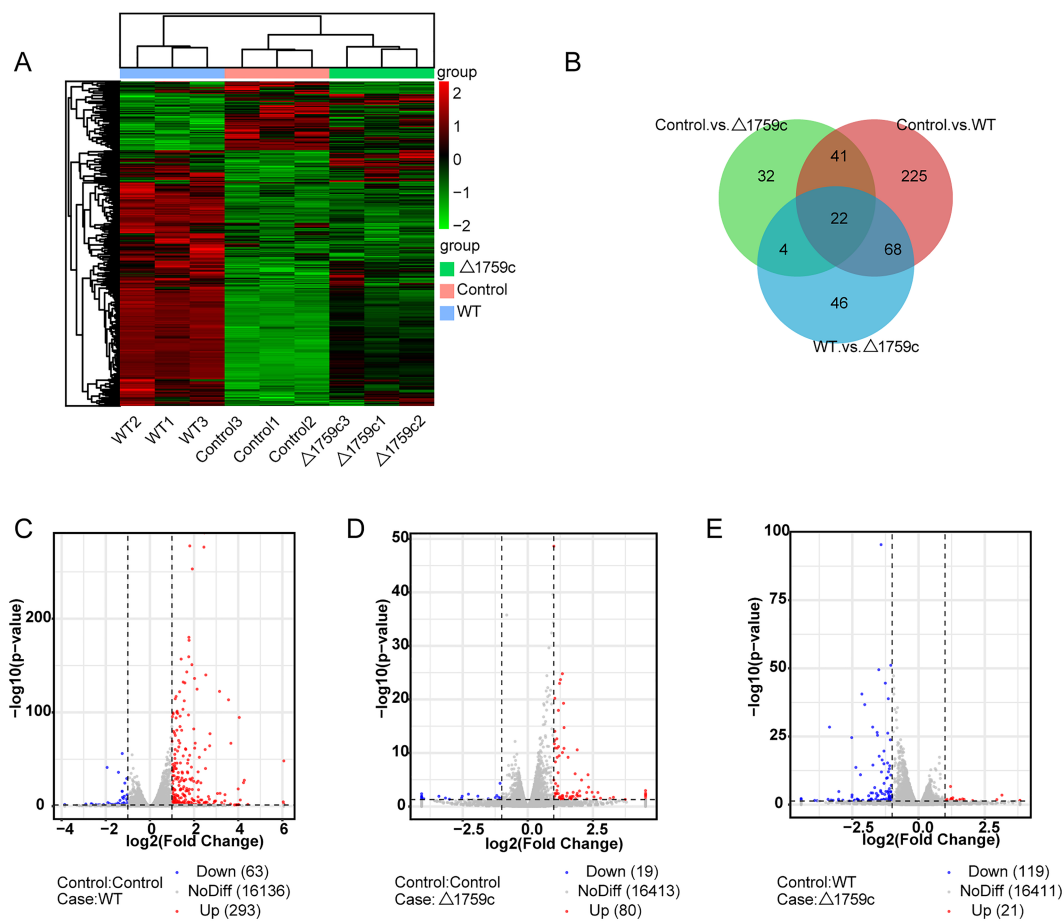 A
group
2
1
0
−1
−2
group
△1759c
Control
WT
WT2
WT1
WT3
Control3
Control1
Control2
△1759c3
△1759c1
△1759c2
B
Control.vs.△1759c
Control.vs.WT
32
41
225
22
4
68
46
WT.vs.△1759c
C
−log10(p−value)
200
100
0
−4
−2
0
2
4
6
log2(Fold Change)
Control:Control
Case:WT
Down (63)
NoDiff (16136)
Up (293)
D
−log10(p−value)
50
40
30
20
10
0
−2.5
0.0
2.5
log2(Fold Change)
Control:Control
Case: △1759c
Down (19)
NoDiff (16413)
Up (80)
E
−log10(p−value)
100
75
50
25
0
−2.5
0.0
2.5
log2(Fold Change)
Control:WT
Case:△1759c
Down (119)
NoDiff (16411)
Up (21)